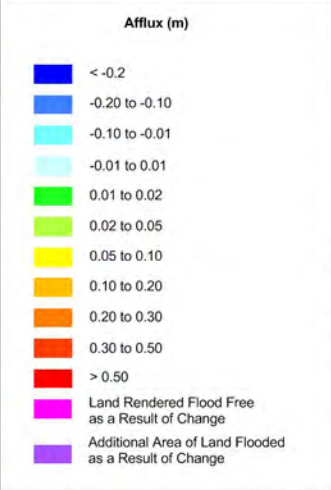 Afflux (m)
< -0.2
-0.20 to -0.10
-0.10 to -0.01
-0.01 to 0.01
0.01 to 0.02
0.02 to 0.05
0.05 to 0.10
0.10 to 0.20
0.20 to 0.30
0.30 to 0.50
> 0.50
Land Rendered Flood Free
as a Result of Change
Additional Area of Land Flooded
as a Result of Change